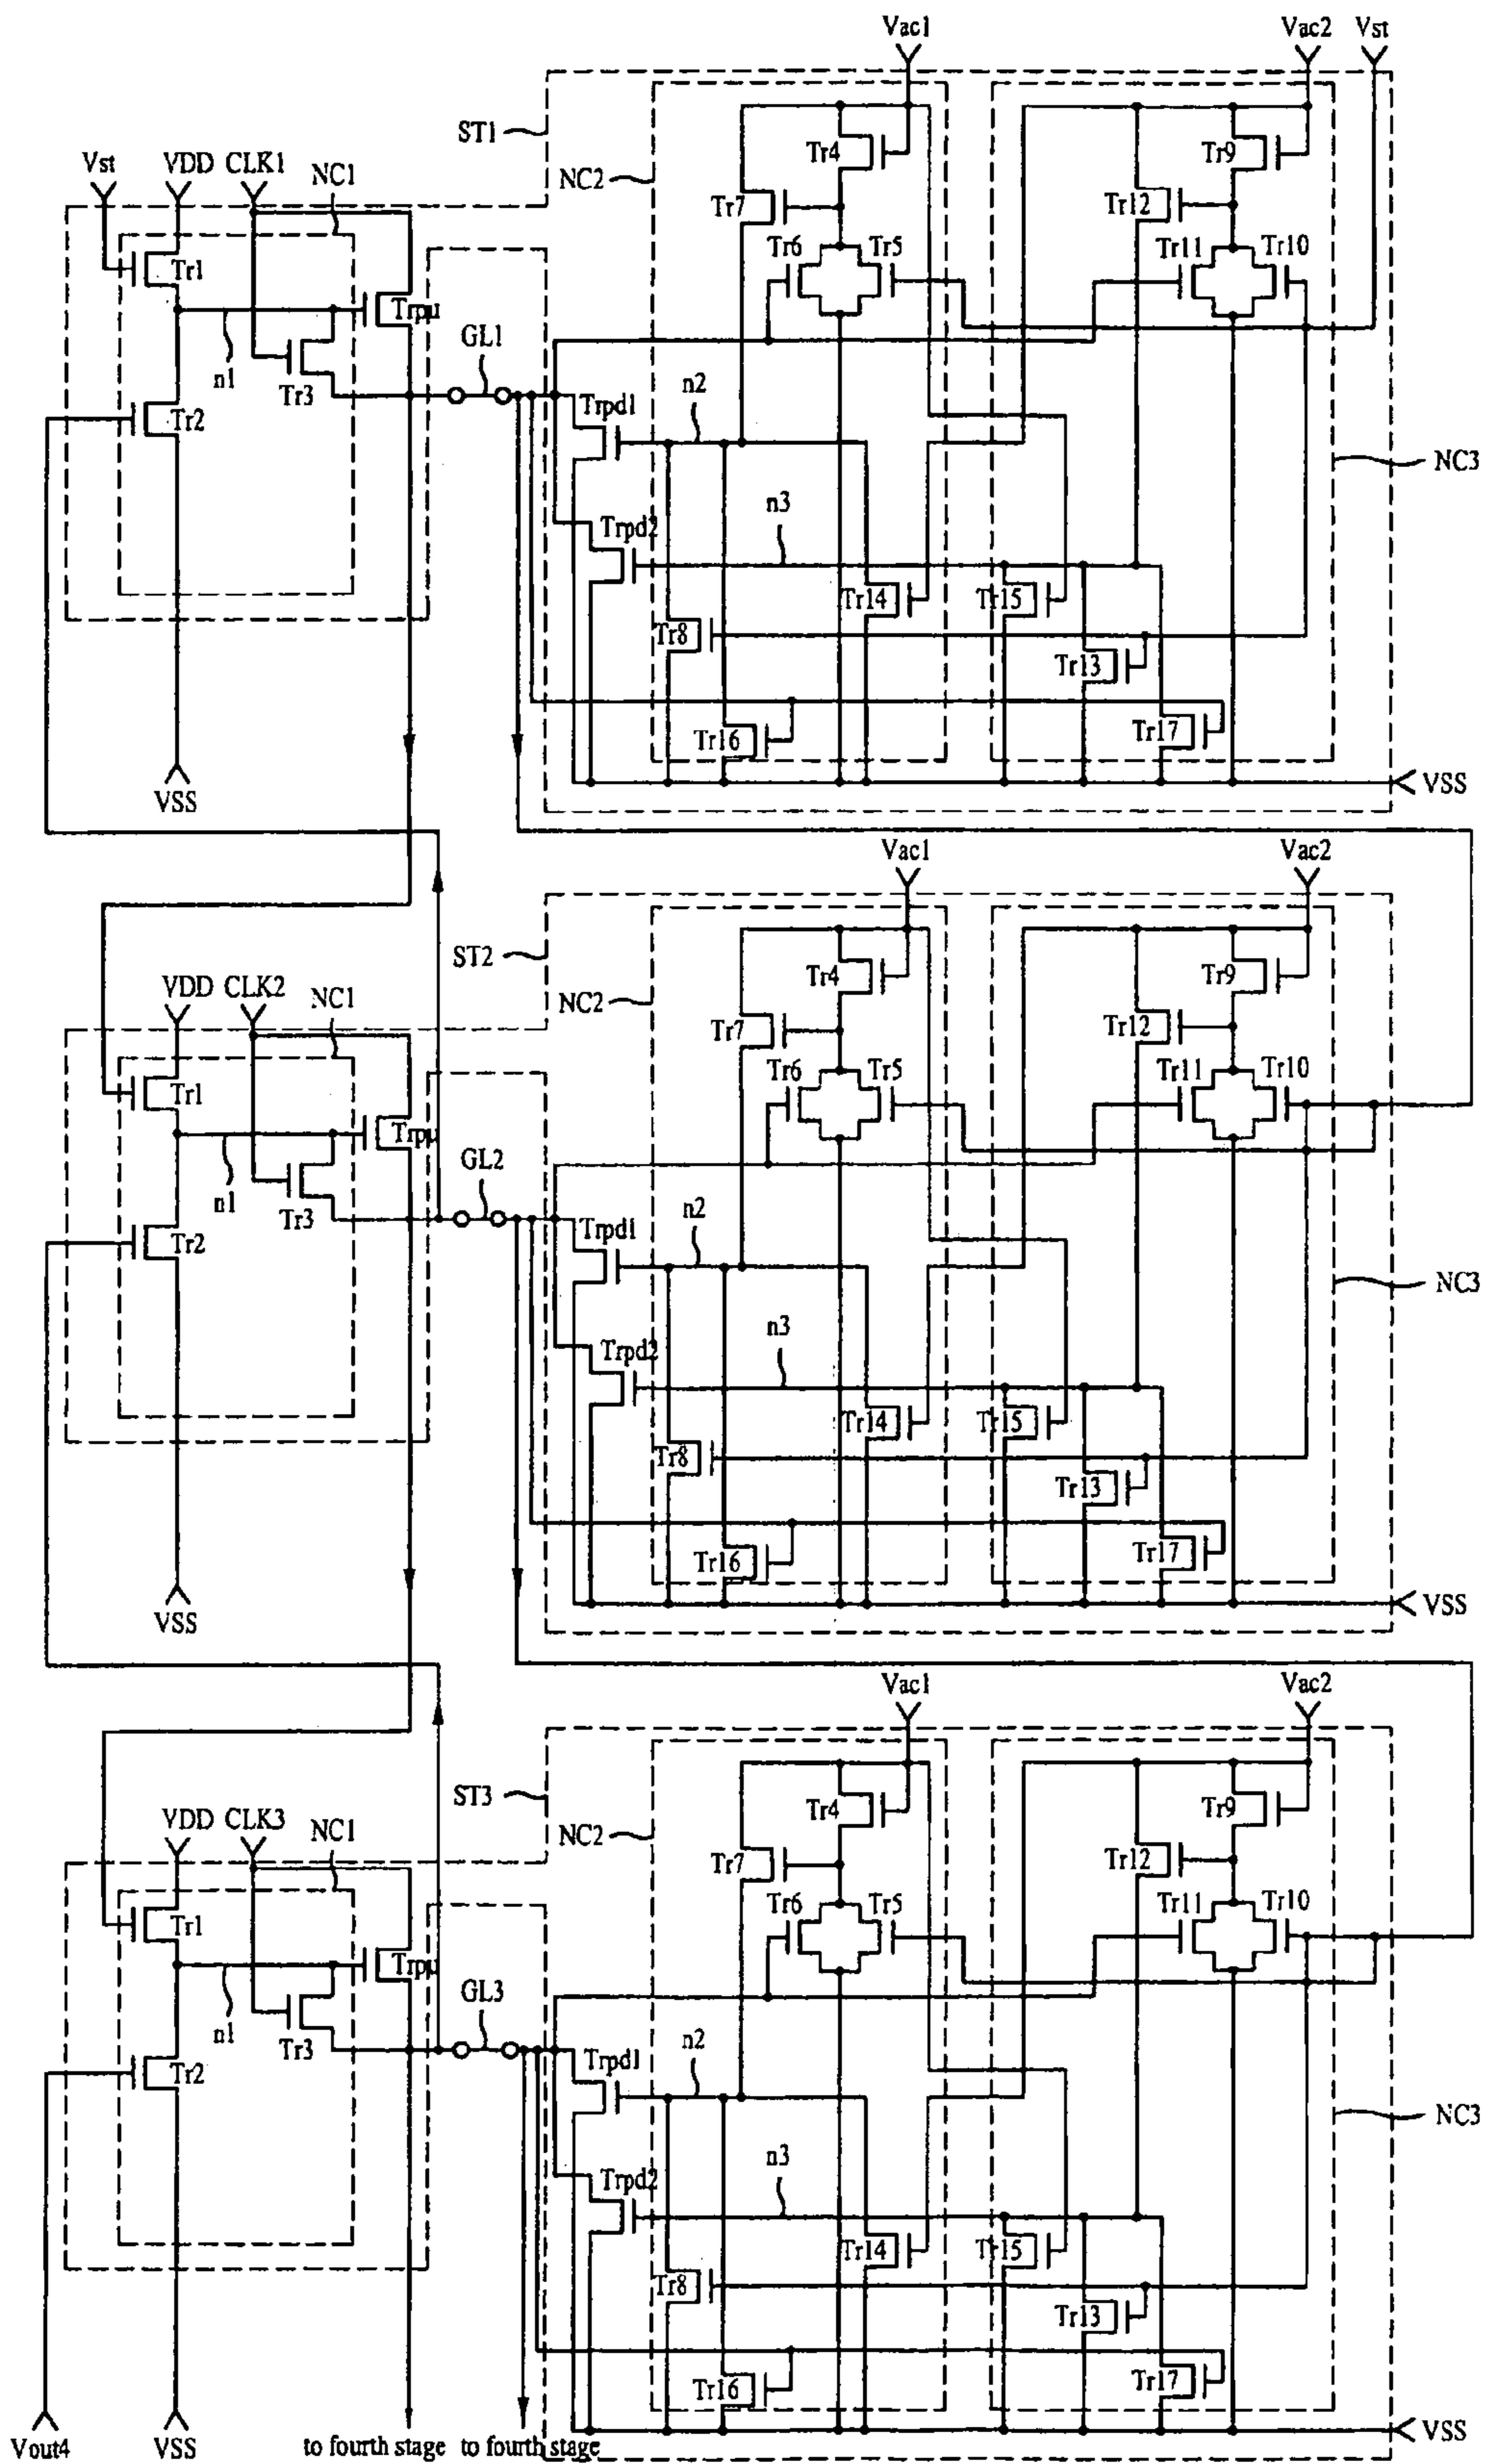 Vac1 Vac2 Vst
ST1
Vst VDD CLK1 NC1
NC2
Tr4 Tr9
Tr7 Tr12
Tr6 Tr5 Tr11 Tr10
Tr1
Trpu
n1
Tr3
GL1
Tr2
Trpd1 n2
NC3
Trpd2 n3
Tr14 Tr15
Tr8
Tr13
Tr16 Tr17
VSS VSS
Vac1 Vac2
ST2
VDD CLK2 NC1
NC2
Tr4 Tr9
Tr7 Tr12
Tr6 Tr5 Tr11 Tr10
Tr1
Trpu
n1
Tr3
GL2
Tr2
Trpd1 n2
NC3
Trpd2 n3
Tr14 Tr15
Tr8
Tr13
Tr16 Tr17
VSS VSS
Vac1 Vac2
ST3
VDD CLK3 NC1
NC2
Tr4 Tr9
Tr7 Tr12
Tr6 Tr5 Tr11 Tr10
Tr1
Trpu
n1
Tr3
GL3
Tr2
Trpd1 n2
NC3
Trpd2 n3
Tr14 Tr15
Tr8
Tr13
Tr16 Tr17
VSS
Vout4 VSS to fourth stage to fourth stage